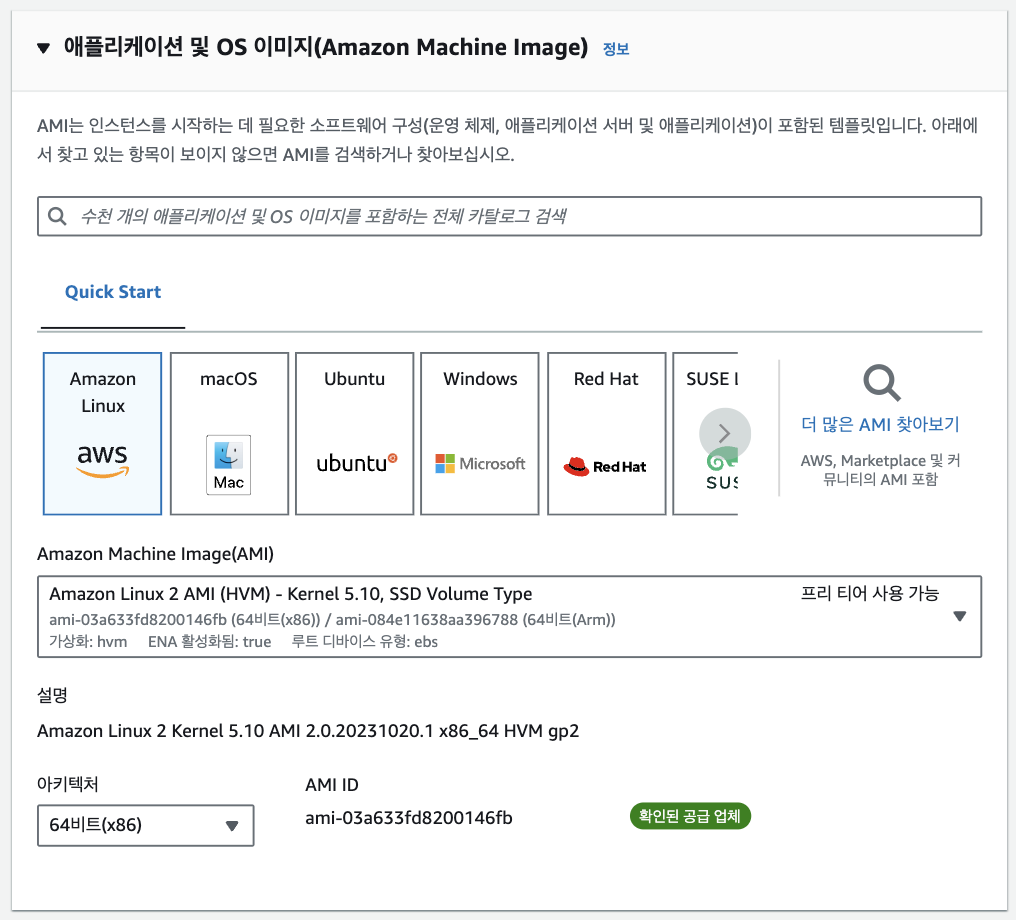 애플리케이션 및 OS 이미지(Amazon Machine Image) 정보
AMI는 인스턴스를 시작하는 데 필요한 소프트웨어 구성(운영 체제, 애플리케이션 서버 및 애플리케이션)이 포함된 템플릿입니다. 아래에
서 찾고 있는 항목이 보이지 않으면 AMI를 검색하거나 찾아보십시오.
수천 개의 애플리케이션 및 OS 이미지를 포함하는 전체 카탈로그 검색
Quick Start
Amazon
Linux
aws
macOS
Mac
Ubuntu
ubuntu
Windows
Microsoft
Red Hat
Red Hat
SUSE L
SUS
더 많은 AMI 찾아보기
AWS, Marketplace 및 커
뮤니티의 AMI 포함
Amazon Machine Image(AMI)
Amazon Linux 2 AMI (HVM) - Kernel 5.10, SSD Volume Type 프리 티어 사용 가능
ami-03a633fd8200146fb (64비트(x86)) / ami-084e11638aa396788 (64비트(Arm))
가상화: hvm ENA 활성화됨: true 루트 디바이스 유형: ebs
설명
Amazon Linux 2 Kernel 5.10 AMI 2.0.20231020.1 x86_64 HVM gp2
아키텍처
64비트(x86)
AMI ID
ami-03a633fd8200146fb
확인된 공급 업체